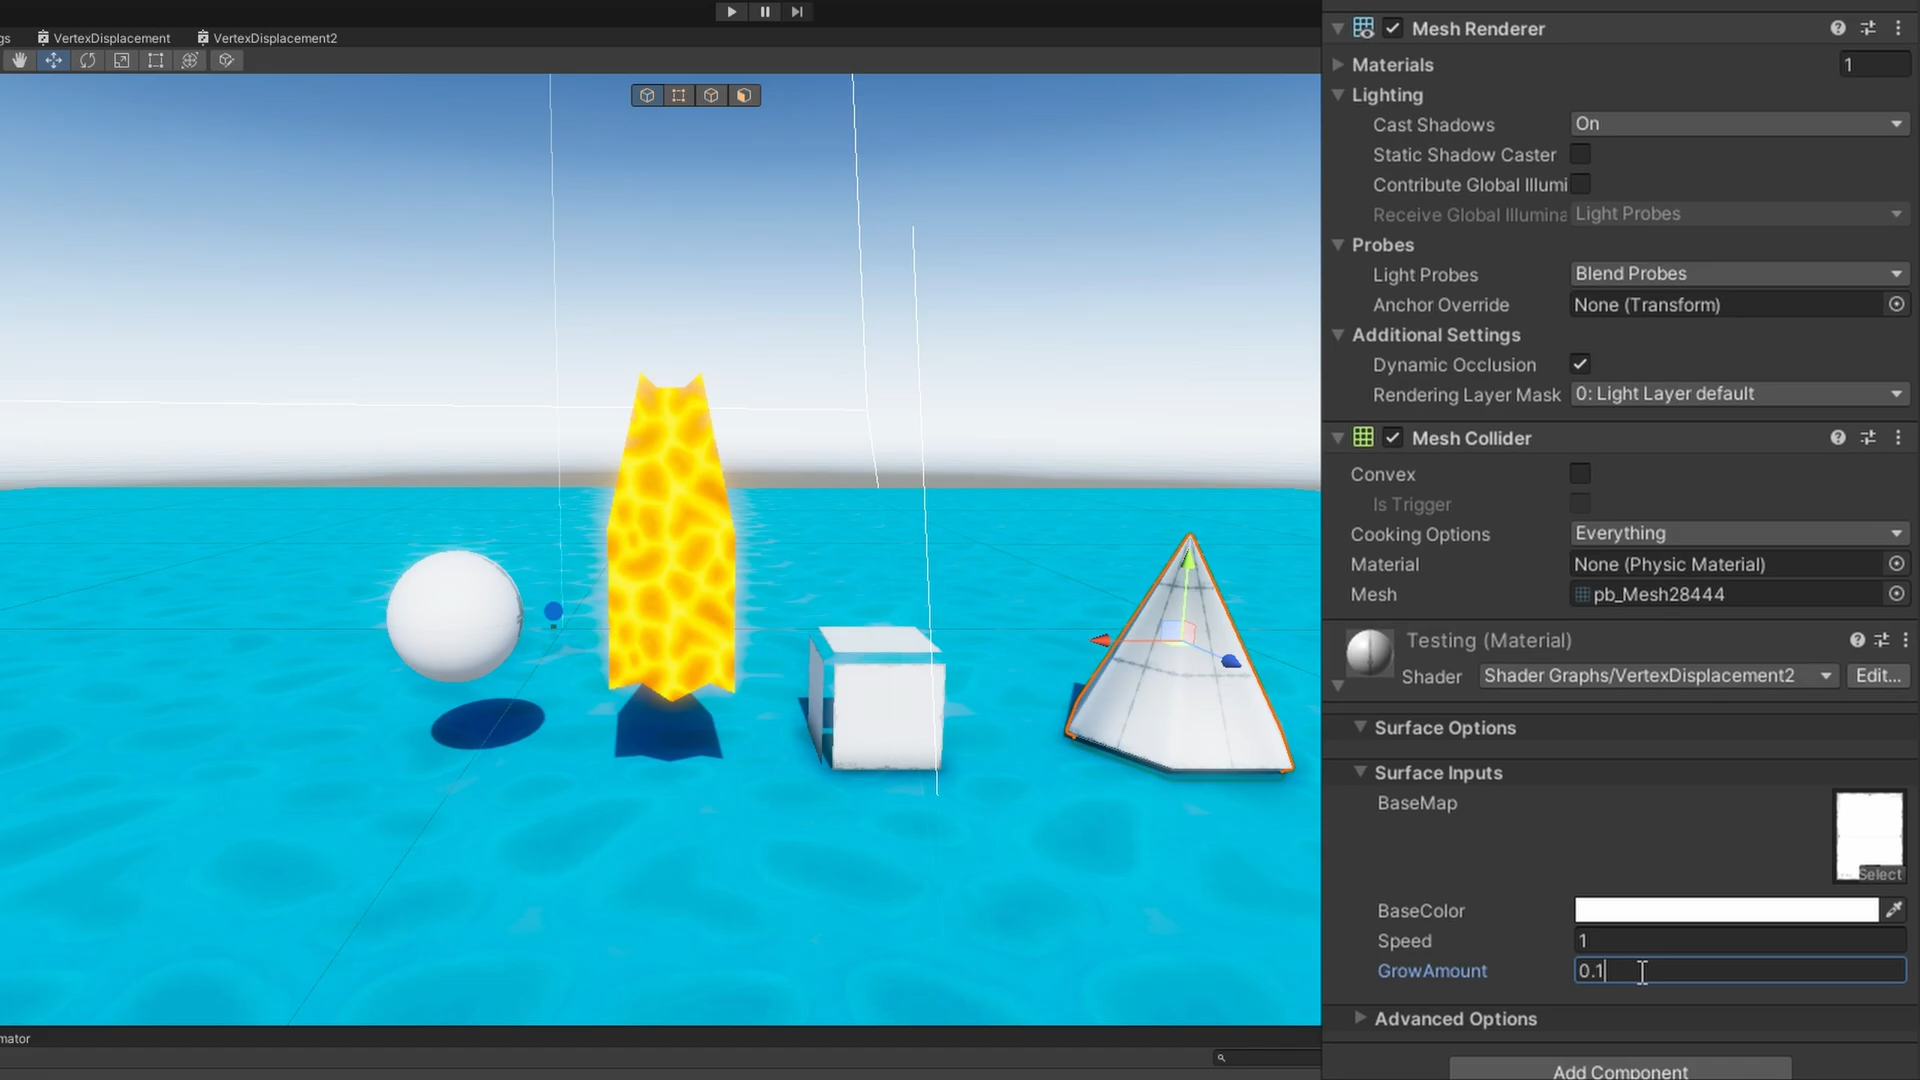 gs
VertexDisplacement
VertexDisplacement2
Mesh Renderer
Materials
1
Lighting
Cast Shadows
On
Static Shadow Caster
Contribute Global Illumi
Receive Global Illumina
Light Probes
Probes
Light Probes
Blend Probes
Anchor Override
None (Transform)
Additional Settings
Dynamic Occlusion
Rendering Layer Mask
0: Light Layer default
Mesh Collider
Convex
Is Trigger
Cooking Options
Everything
Material
None (Physic Material)
Mesh
pb_Mesh28444
Testing (Material)
Shader
Shader Graphs/VertexDisplacement2
Edit...
Surface Options
Surface Inputs
BaseMap
Select
BaseColor
Speed
1
GrowAmount
0.1
Advanced Options
Add Component
mator